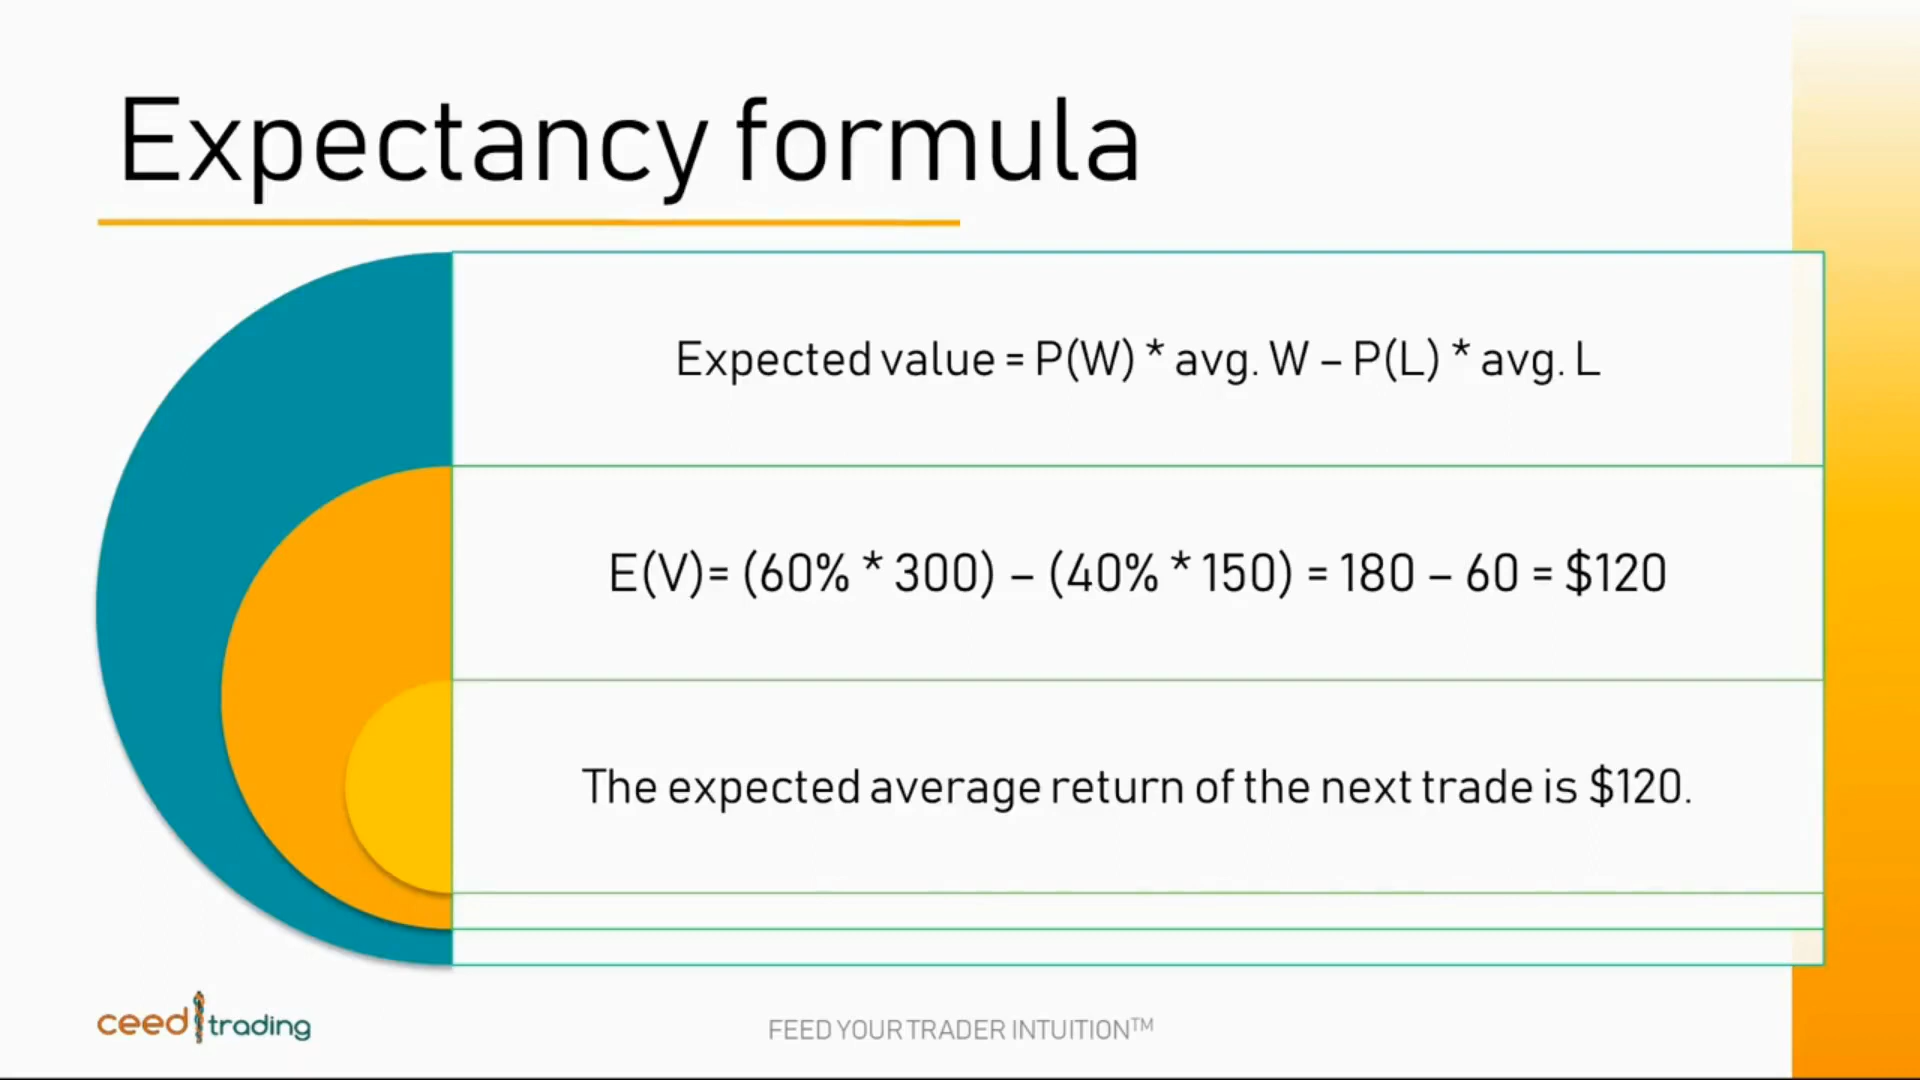 Expectancy formula
Expected value = P(W) * avg. W – P(L) * avg. L
E(V)= (60% * 300) – (40% * 150) = 180 – 60 = $120
The expected average return of the next trade is $120.
ceed trading
FEED YOUR TRADER INTUITION™